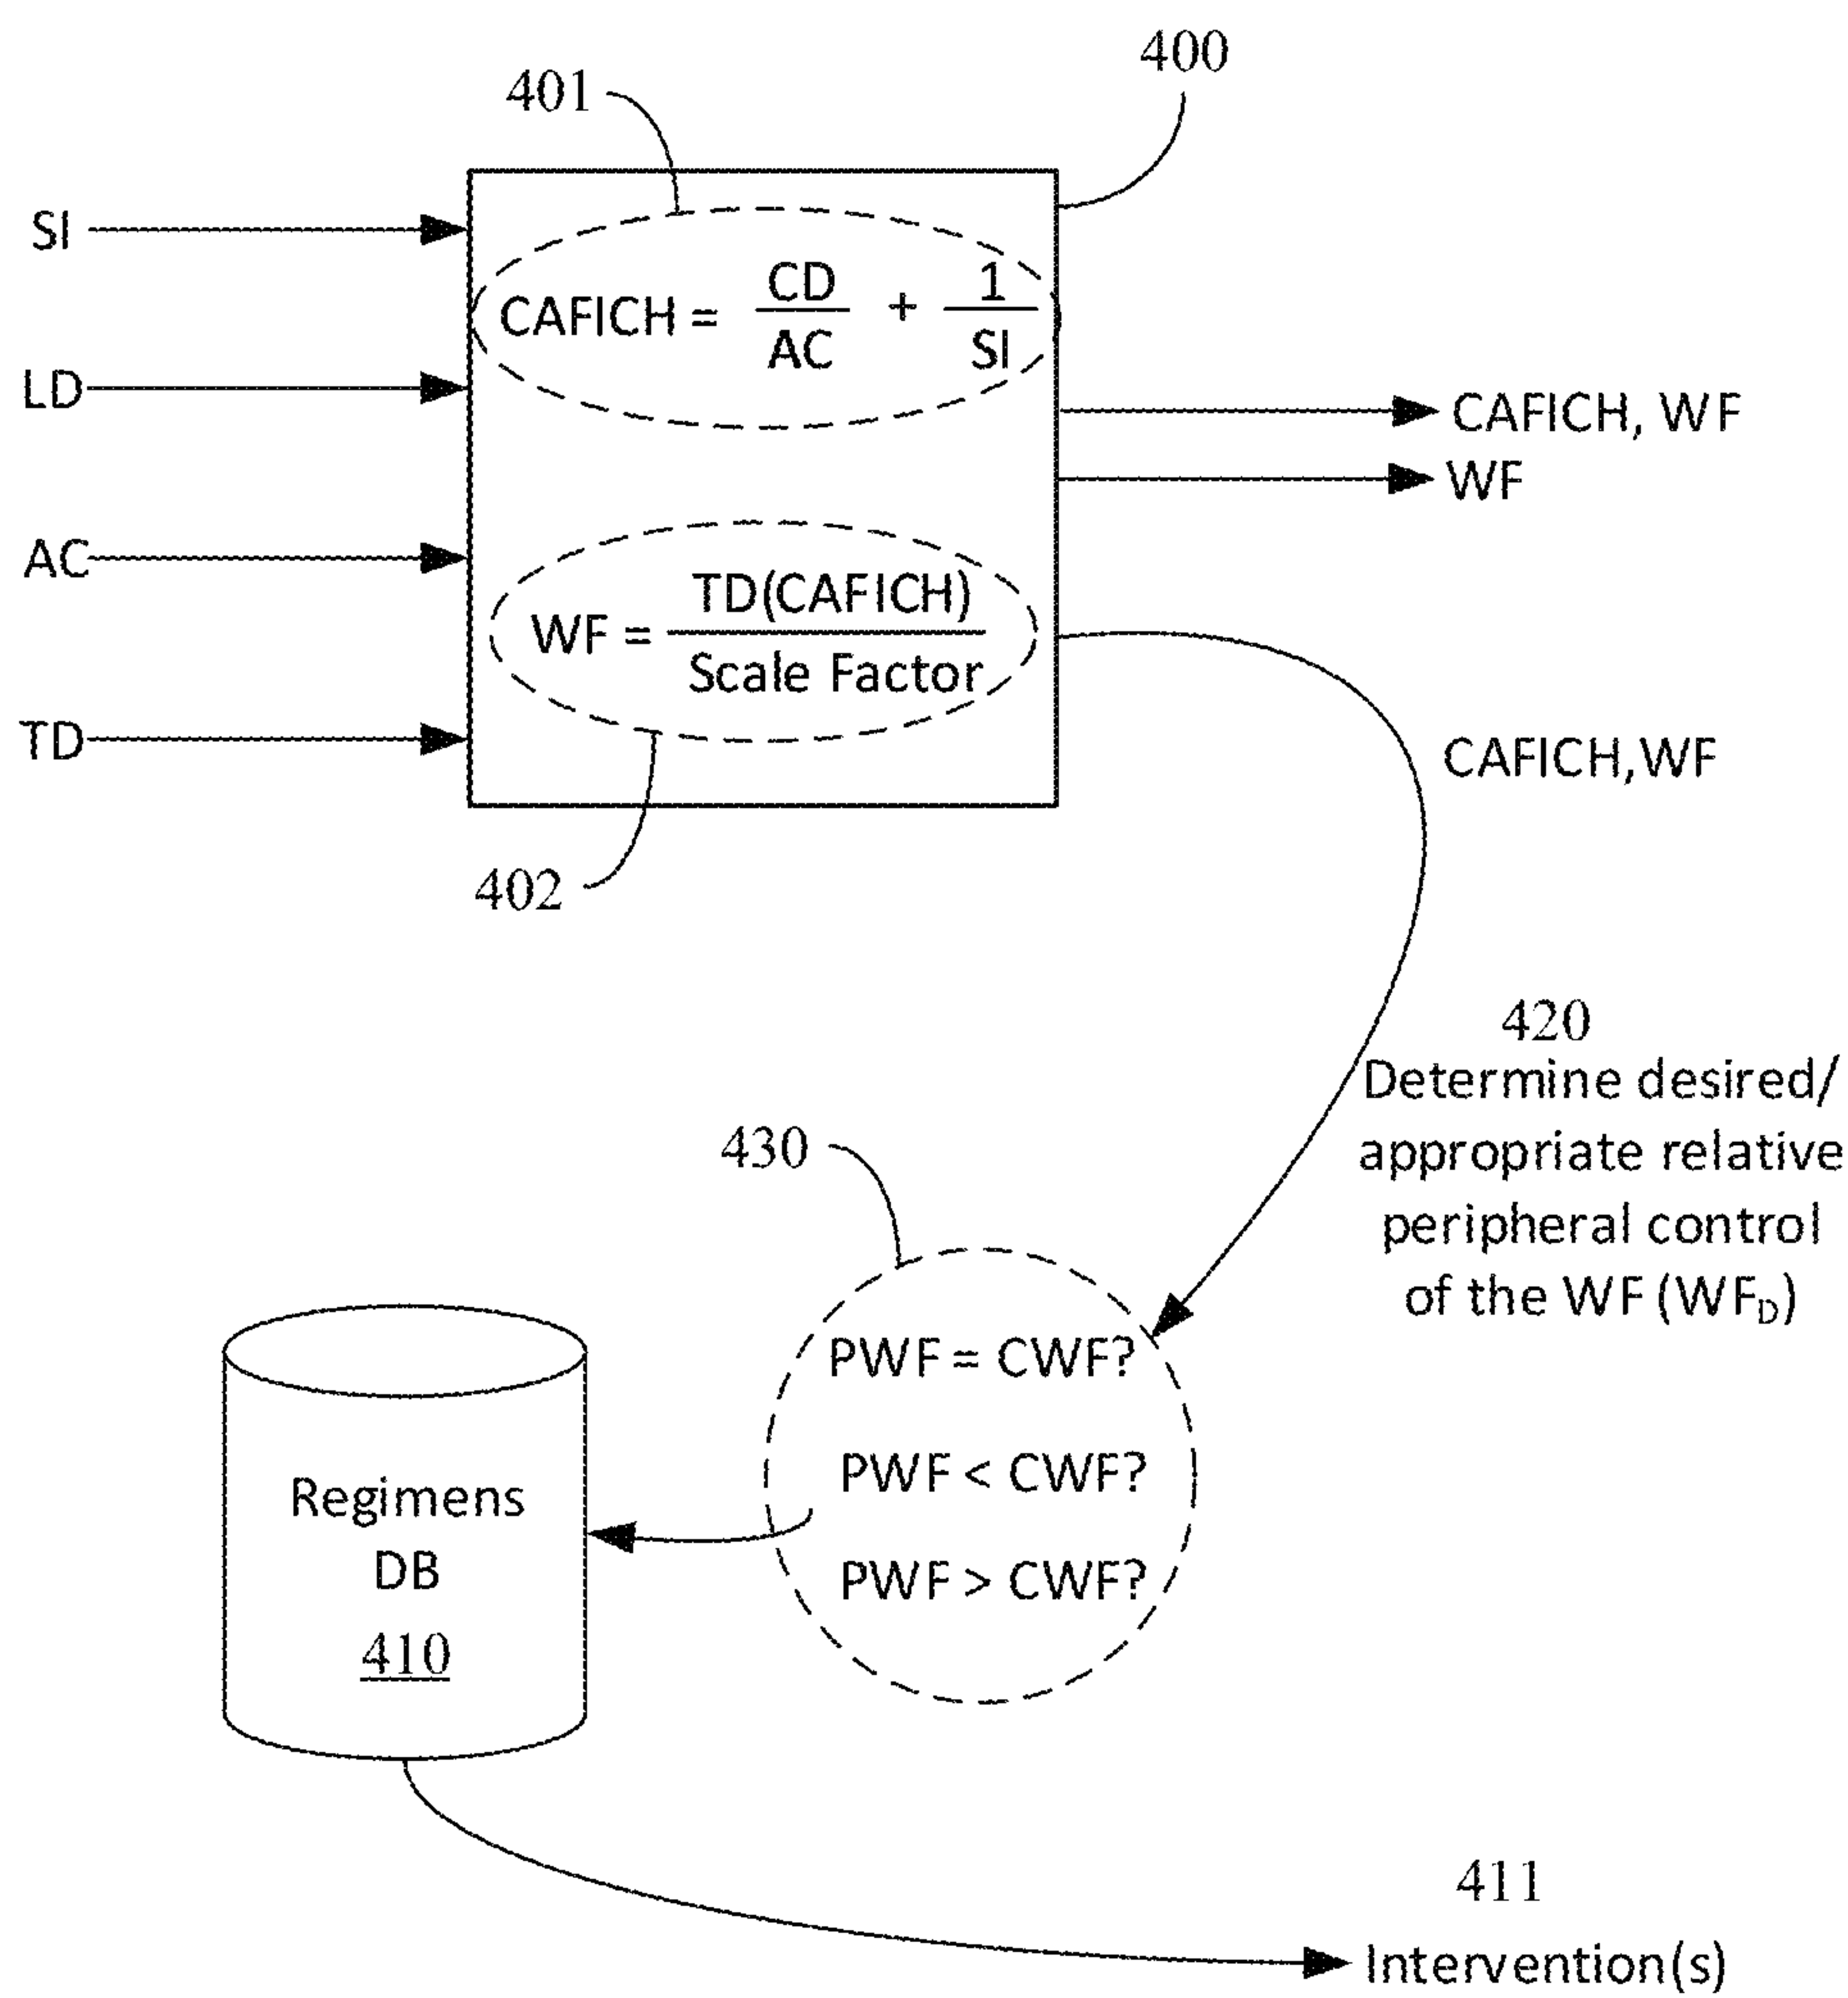 400
401
SI
CAFICH = CD/AC + 1/SI
LD
CAFICH, WF
WF
AC
WF = TD(CAFICH)/Scale Factor
TD
CAFICH,WF
402
420
Determine desired/
appropriate relative
peripheral control
of the WF (WF_D)
430
PWF = CWF?
PWF < CWF?
PWF > CWF?
Regimens
DB
410
411
Intervention(s)